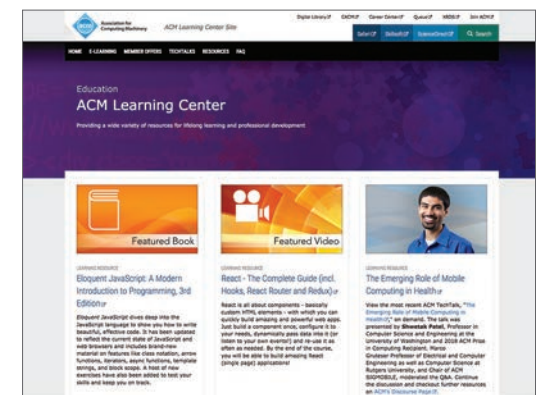 acm
Association for
Computing Machinery
ACM Learning Center Site
Digital Library
CACM
Career Center
Queue
Join ACM
Safari
Skillsoft
ScienceDirect
Search
HOME E-LEARNING MEMBER OFFERS TECHTALKS RESOURCES FAQ
Education
ACM Learning Center
Providing a wide variety of resources for lifelong learning and professional development
Featured Book
LEARNING RESOURCE
Eloquent JavaScript: A Modern
Introduction to Programming, 3rd
Edition
Eloquent JavaScript dives deep into the
JavaScript language to show you how to write
beautiful, effective code. It has been updated
to reflect the current state of JavaScript and
web browsers and includes brand-new
material on features like class notation, arrow
functions, iterators, async functions, template
strings, and block scope. A host of new
exercises have also been added to test your
skills and keep you on track.
Featured Video
LEARNING RESOURCE
React - The Complete Guide (incl.
Hooks, React Router and Redux)
React is all about components - basically
custom HTML elements - with which you can
quickly build amazing and powerful web apps.
Just build a component once, configure it to
your needs, dynamically pass data into it (or
listen to your own events!) and re-use it as
often as needed. By the end of the course,
you will be able to build amazing React
(single page) applications!
LEARNING RESOURCE
The Emerging Role of Mobile
Computing in Health
View the most recent ACM TechTalk, "The
Emerging Role of Mobile Computing in
Health," on demand. The talk was
presented by Shwetak Patel, Professor in
Computer Science and Engineering at the
University of Washington and 2018 ACM Prize
in Computing Recipient. Marco
Gruteser Professor of Electrical and Computer
Engineering as well as Computer Science at
Rutgers University, and Chair of ACM
SIGMOBILE, moderated the Q&A. Continue
the discussion and checkout further resources
on ACM's Discourse Page.